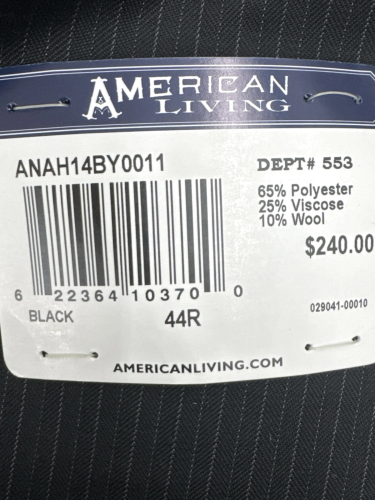 AMERICAN
LIVING
ANAH14BY0011
DEPT# 553
65% Polyester
25% Viscose
10% Wool
$240.00
6 22364 10370 0
029041-00010
BLACK
44R
AMERICANLIVING.COM